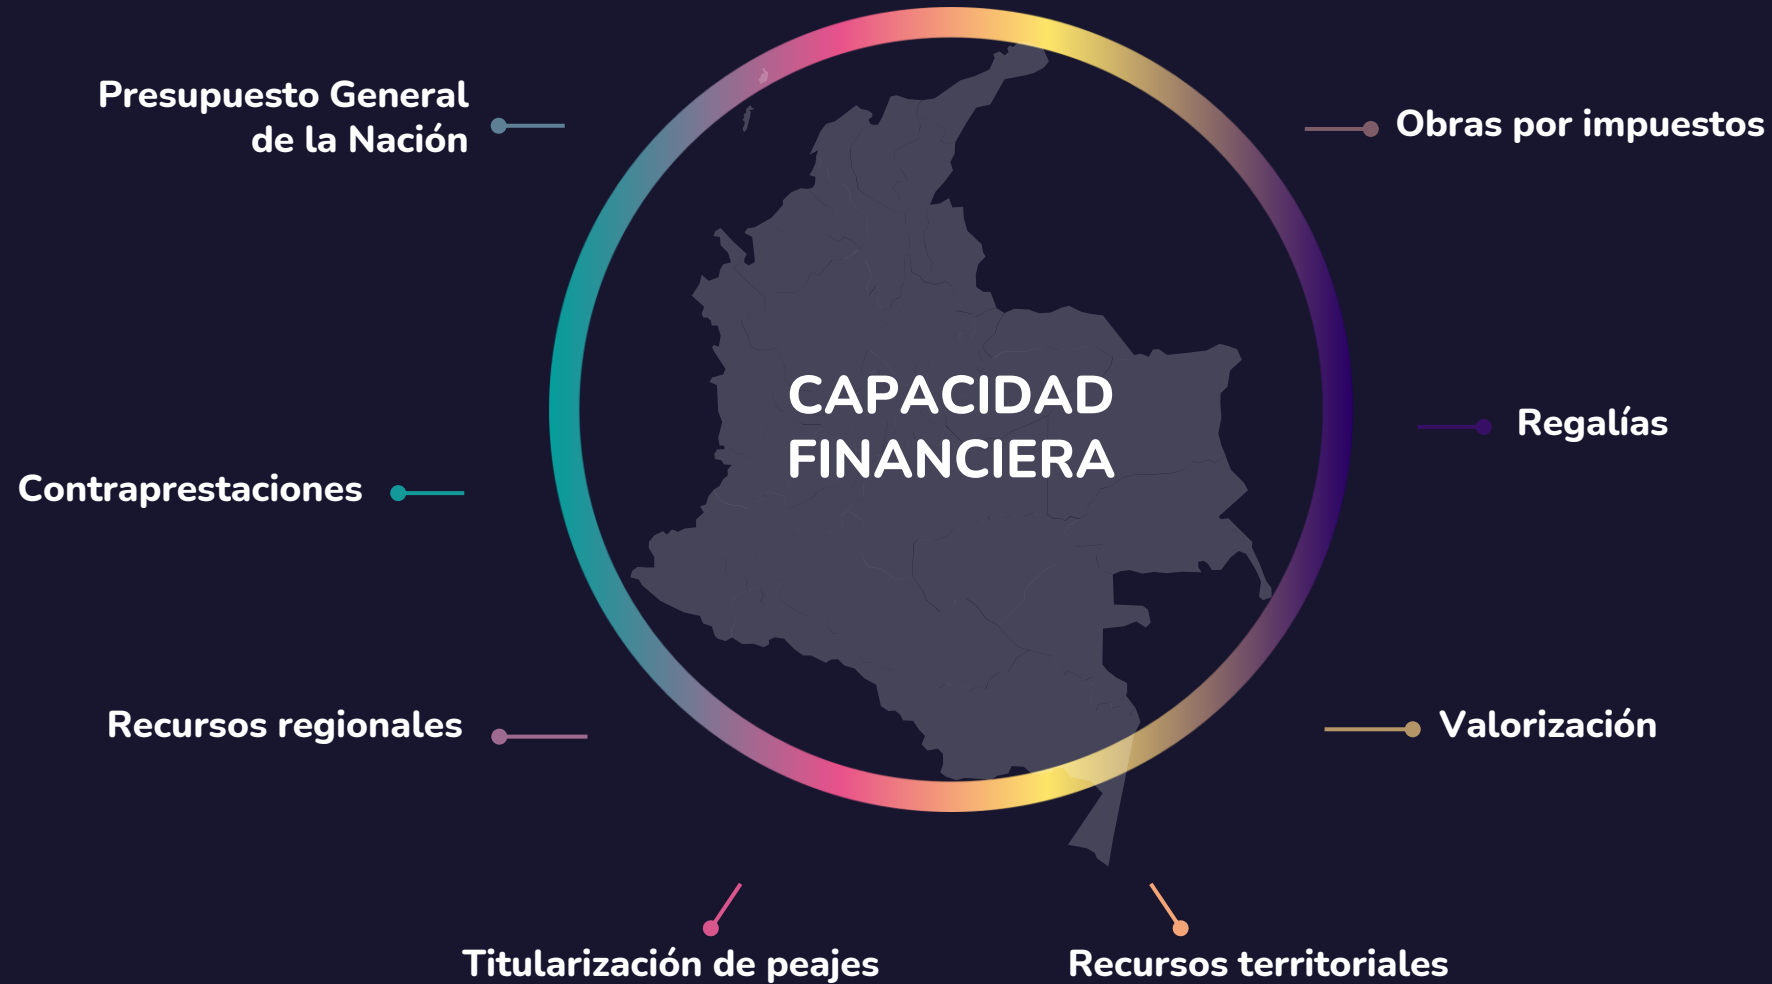 Presupuesto General
de la Nación
Obras por impuestos
CAPACIDAD
FINANCIERA
Regalías
Contraprestaciones
Recursos regionales
Valorización
Titularización de peajes
Recursos territoriales